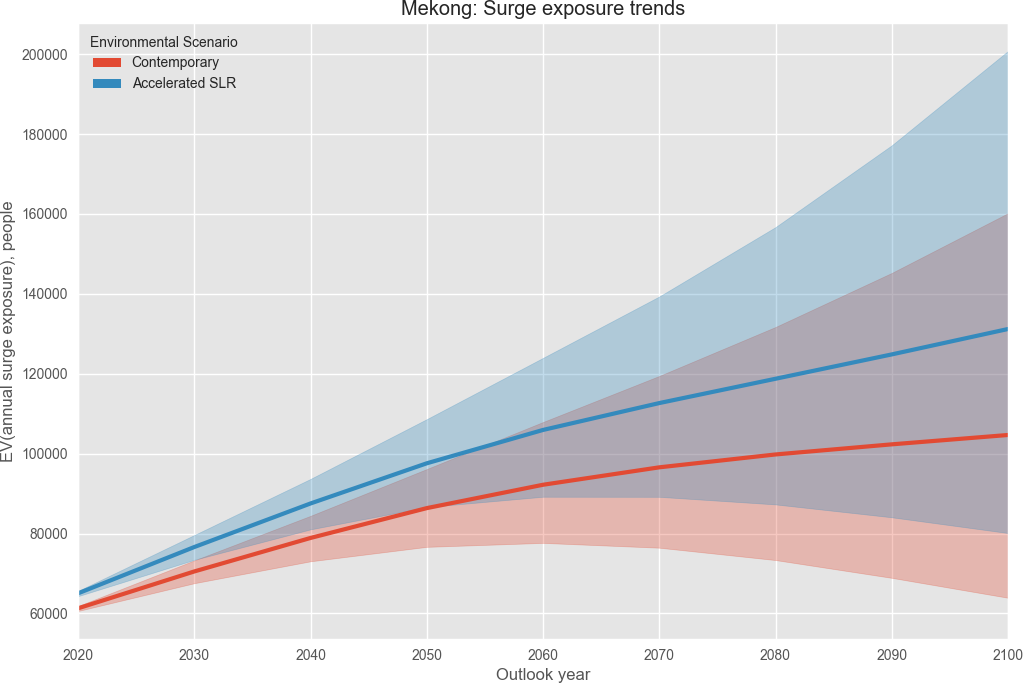 Mekong: Surge exposure trends
Environmental Scenario
Contemporary
Accelerated SLR
EV(annual surge exposure), people
200000
180000
160000
140000
120000
100000
80000
60000
2020 2030 2040 2050 2060 2070 2080 2090 2100
Outlook year